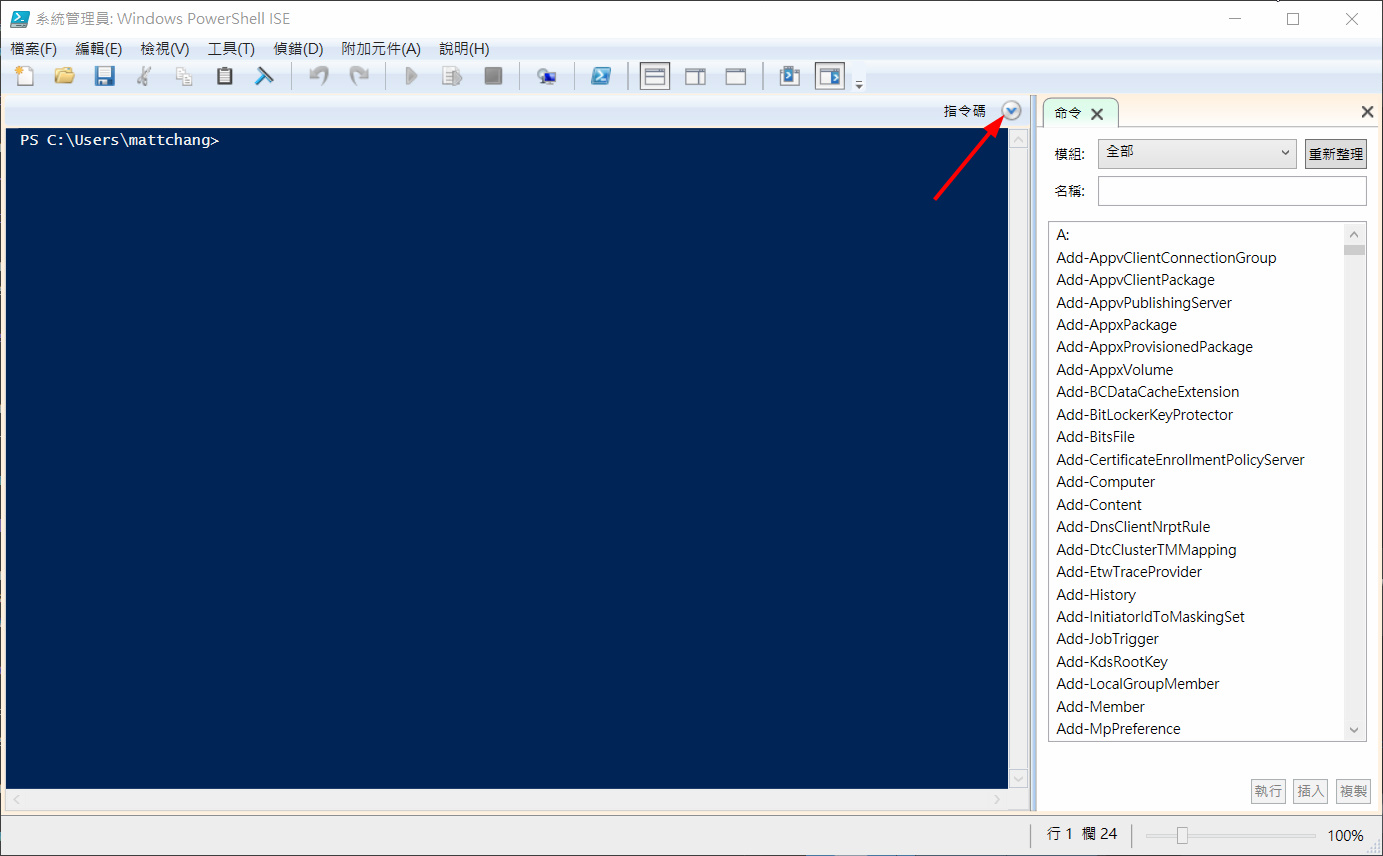 系統管理員: Windows PowerShell ISE
檔案(F) 編輯(E) 檢視(V) 工具(T) 偵錯(D) 附加元件(A) 說明(H)
指令碼
PS C:\Users\mattchang>
命令
模組: 全部 重新整理
名稱:
A:
Add-AppvClientConnectionGroup
Add-AppvClientPackage
Add-AppvPublishingServer
Add-AppxPackage
Add-AppxProvisionedPackage
Add-AppxVolume
Add-BCDataCacheExtension
Add-BitLockerKeyProtector
Add-BitsFile
Add-CertificateEnrollmentPolicyServer
Add-Computer
Add-Content
Add-DnsClientNrptRule
Add-DtcClusterTMMapping
Add-EtwTraceProvider
Add-History
Add-InitiatorIdToMaskingSet
Add-JobTrigger
Add-KdsRootKey
Add-LocalGroupMember
Add-Member
Add-MpPreference
執行 插入 複製
行 1 欄 24 100%